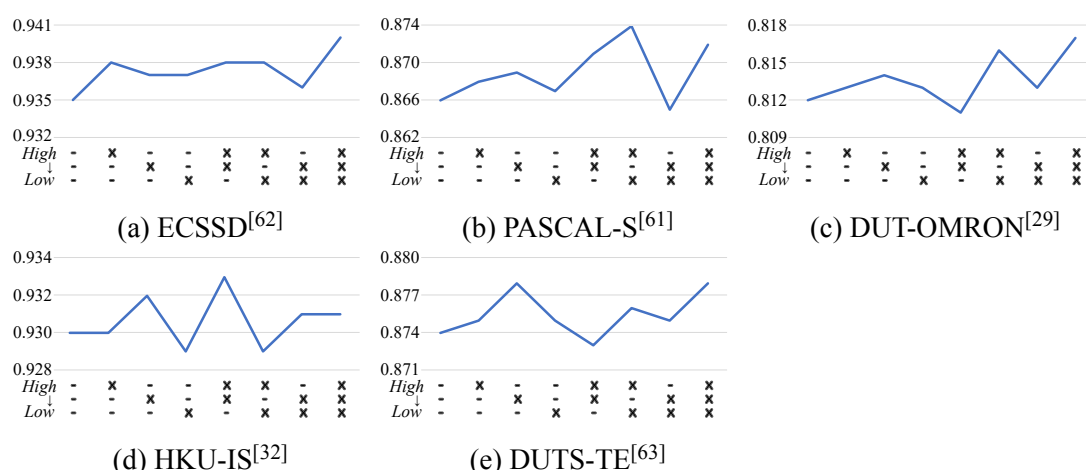 0.941
0.938
0.935
0.932
High - x - - x x - x
↓ - - x - x - x x
Low - - - x - x x x
(a) ECSSD[62]
0.874
0.870
0.866
0.862
High - x - - x x - x
↓ - - x - x - x x
Low - - - x - x x x
(b) PASCAL-S[61]
0.818
0.815
0.812
0.809
High - x - - x x - x
↓ - - x - x - x x
Low - - - x - x x x
(c) DUT-OMRON[29]
0.934
0.932
0.930
0.928
High - x - - x x - x
↓ - - x - x - x x
Low - - - x - x x x
(d) HKU-IS[32]
0.880
0.877
0.874
0.871
High - x - - x x - x
↓ - - x - x - x x
Low - - - x - x x x
(e) DUTS-TE[63]